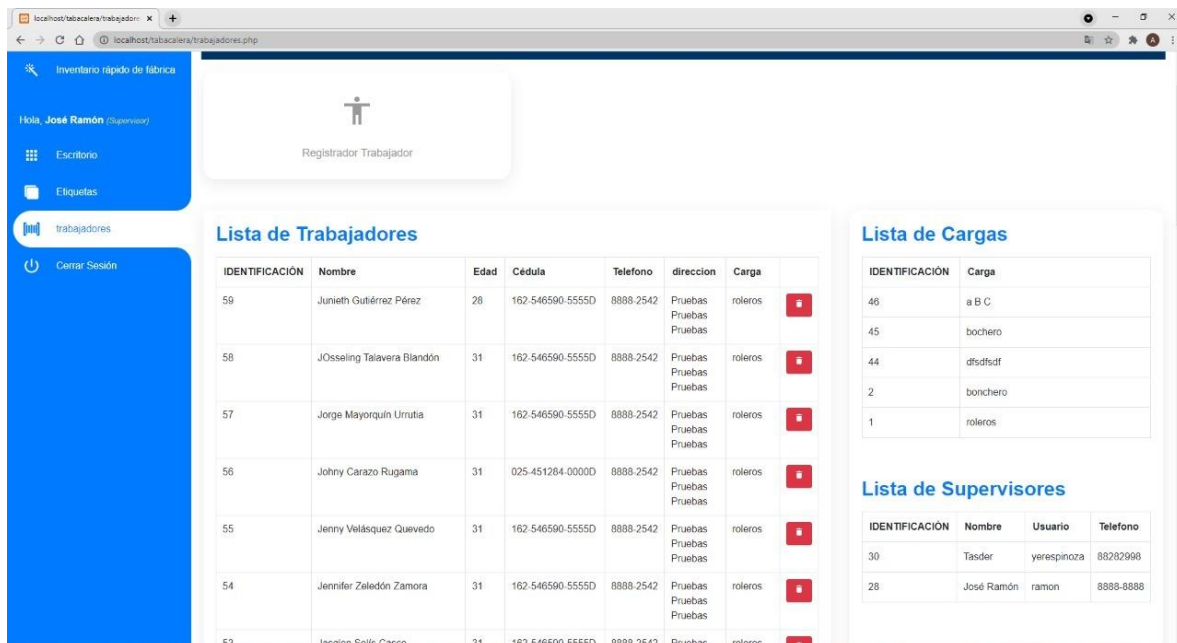 localhost/tabacalera/trabajadore
localhost/tabacalera/trabajadores.php
A
Inventario rápido de fábrica
Hola, José Ramón (Supervisor)
Escritorio
Etiquetas
trabajadores
Cerrar Sesión
Registrador Trabajador
Lista de Trabajadores
IDENTIFICACIÓN Nombre Edad Cédula Telefono direccion Carga
59 Junieth Gutiérrez Pérez 28 162-546590-5555D 8888-2542 Pruebas roleros
Pruebas
Pruebas
58 JOsseling Talavera Blandón 31 162-546590-5555D 8888-2542 Pruebas roleros
Pruebas
Pruebas
57 Jorge Mayorquín Urrutia 31 162-546590-5555D 8888-2542 Pruebas roleros
Pruebas
Pruebas
56 Johny Carazo Rugama 31 025-451284-0000D 8888-2542 Pruebas roleros
Pruebas
Pruebas
55 Jenny Velásquez Quevedo 31 162-546590-5555D 8888-2542 Pruebas roleros
Pruebas
Pruebas
54 Jennifer Zeledón Zamora 31 162-546590-5555D 8888-2542 Pruebas roleros
Pruebas
Pruebas
Lista de Cargas
IDENTIFICACIÓN Carga
46 a B C
45 bochero
44 dfsdfsdf
2 bonchero
1 roleros
Lista de Supervisores
IDENTIFICACIÓN Nombre Usuario Telefono
30 Tasder yerespinoza 88282998
28 José Ramón ramon 8888-8888